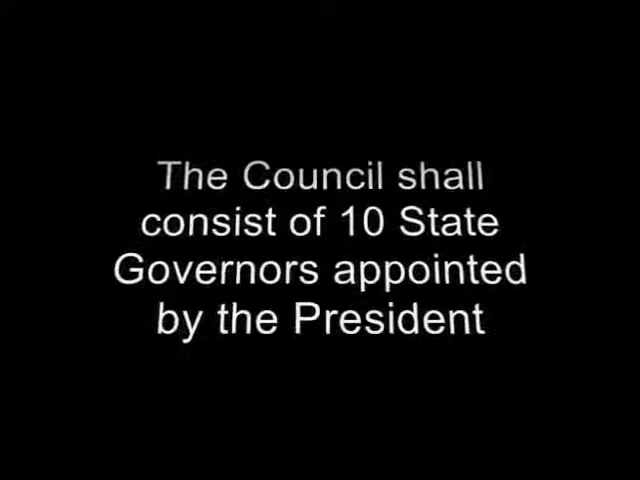 The Council shall
consist of 10 State
Governors appointed
by the President